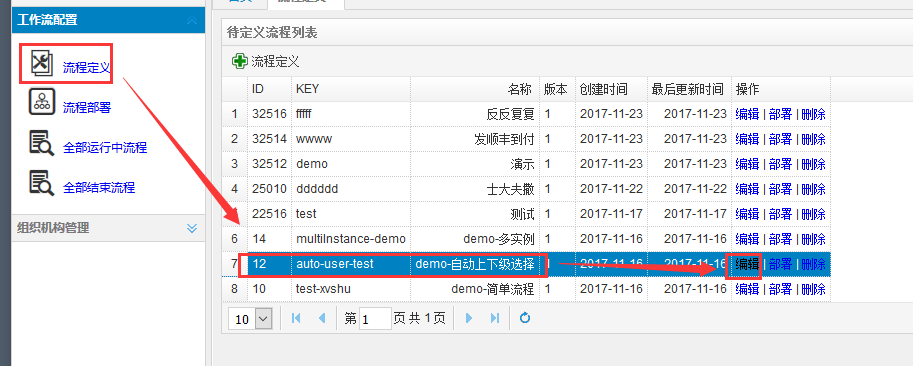 工作流配置
流程定义
流程部署
全部运行中流程
全部结束流程
组织机构管理
待定义流程列表
流程定义
ID KEY 名称 版本 创建时间 最后更新时间 操作
1 32516 fffff 反反复复 1 2017-11-23 2017-11-23 编辑 | 部署 | 删除
2 32514 wwww 发顺丰到付 1 2017-11-23 2017-11-23 编辑 | 部署 | 删除
3 32512 demo 演示 1 2017-11-23 2017-11-23 编辑 | 部署 | 删除
4 25010 dddddd 士大夫撒 1 2017-11-22 2017-11-22 编辑 | 部署 | 删除
22516 test 测试 1 2017-11-17 2017-11-17 编辑 | 部署 | 删除
6 14 multiInstance-demo demo-多实例 1 2017-11-16 2017-11-16 编辑 | 部署 | 删除
7 12 auto-user-test demo-自动上下级选择 1 2017-11-16 2017-11-16 编辑 | 部署 | 删除
8 10 test-xvshu demo-简单流程 1 2017-11-16 2017-11-16 编辑 | 部署 | 删除
10 第 1 页 共 1 页